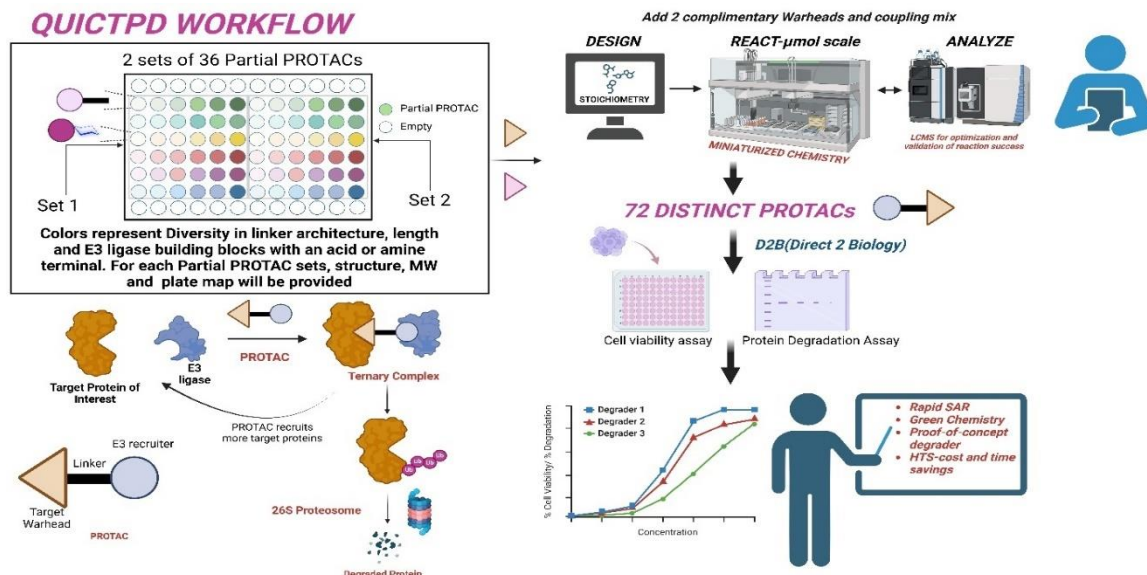 QUICTPD WORKFLOW
2 sets of 36 Partial PROTACs
Partial PROTAC
Empty
Set 1
Set 2
Colors represent Diversity in linker architecture, length
and E3 ligase building blocks with an acid or amine
terminal. For each Partial PROTAC sets, structure, MW
and plate map will be provided
Target Protein of
Interest
E3
ligase
PROTAC
Ternary Complex
PROTAC recruits
more target proteins
E3 recruiter
Linker
Target
Warhead
PROTAC
Ub
Ub
Ub
Ub
26S Proteosome
Degraded Protein
Add 2 complimentary Warheads and coupling mix
DESIGN
REACT-µmol scale
ANALYZE
STOICHIOMETRY
MINIATURIZED CHEMISTRY
LCMS for optimization and
validation of reaction success
72 DISTINCT PROTACs
D2B(Direct 2 Biology)
Cell viability assay
Protein Degradation Assay
Degrader 1
Degrader 2
Degrader 3
% Cell Viability/ % Degradation
Concentration
• Rapid SAR
• Green Chemistry
• Proof-of-concept
degrader
• HTS-cost and time
savings